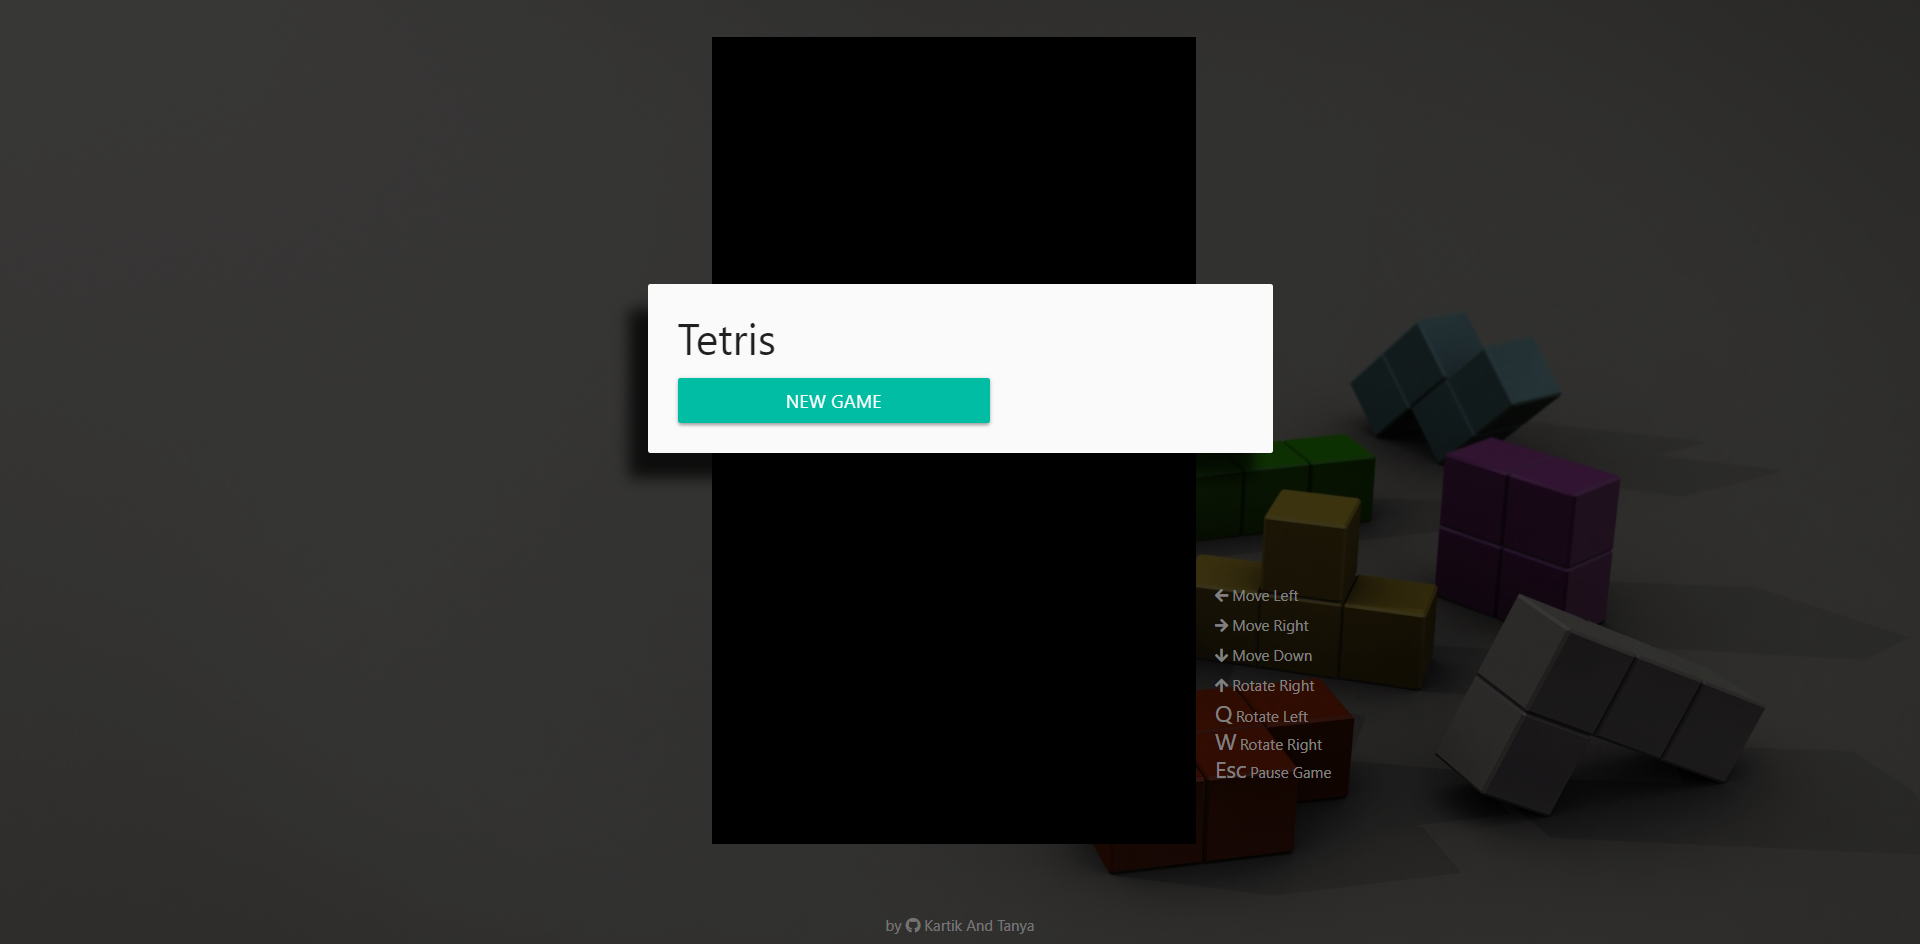 Tetris
NEW GAME
Move Left
Move Right
Move Down
Rotate Right
Q Rotate Left
W Rotate Right
Esc Pause Game
by Kartik And Tanya